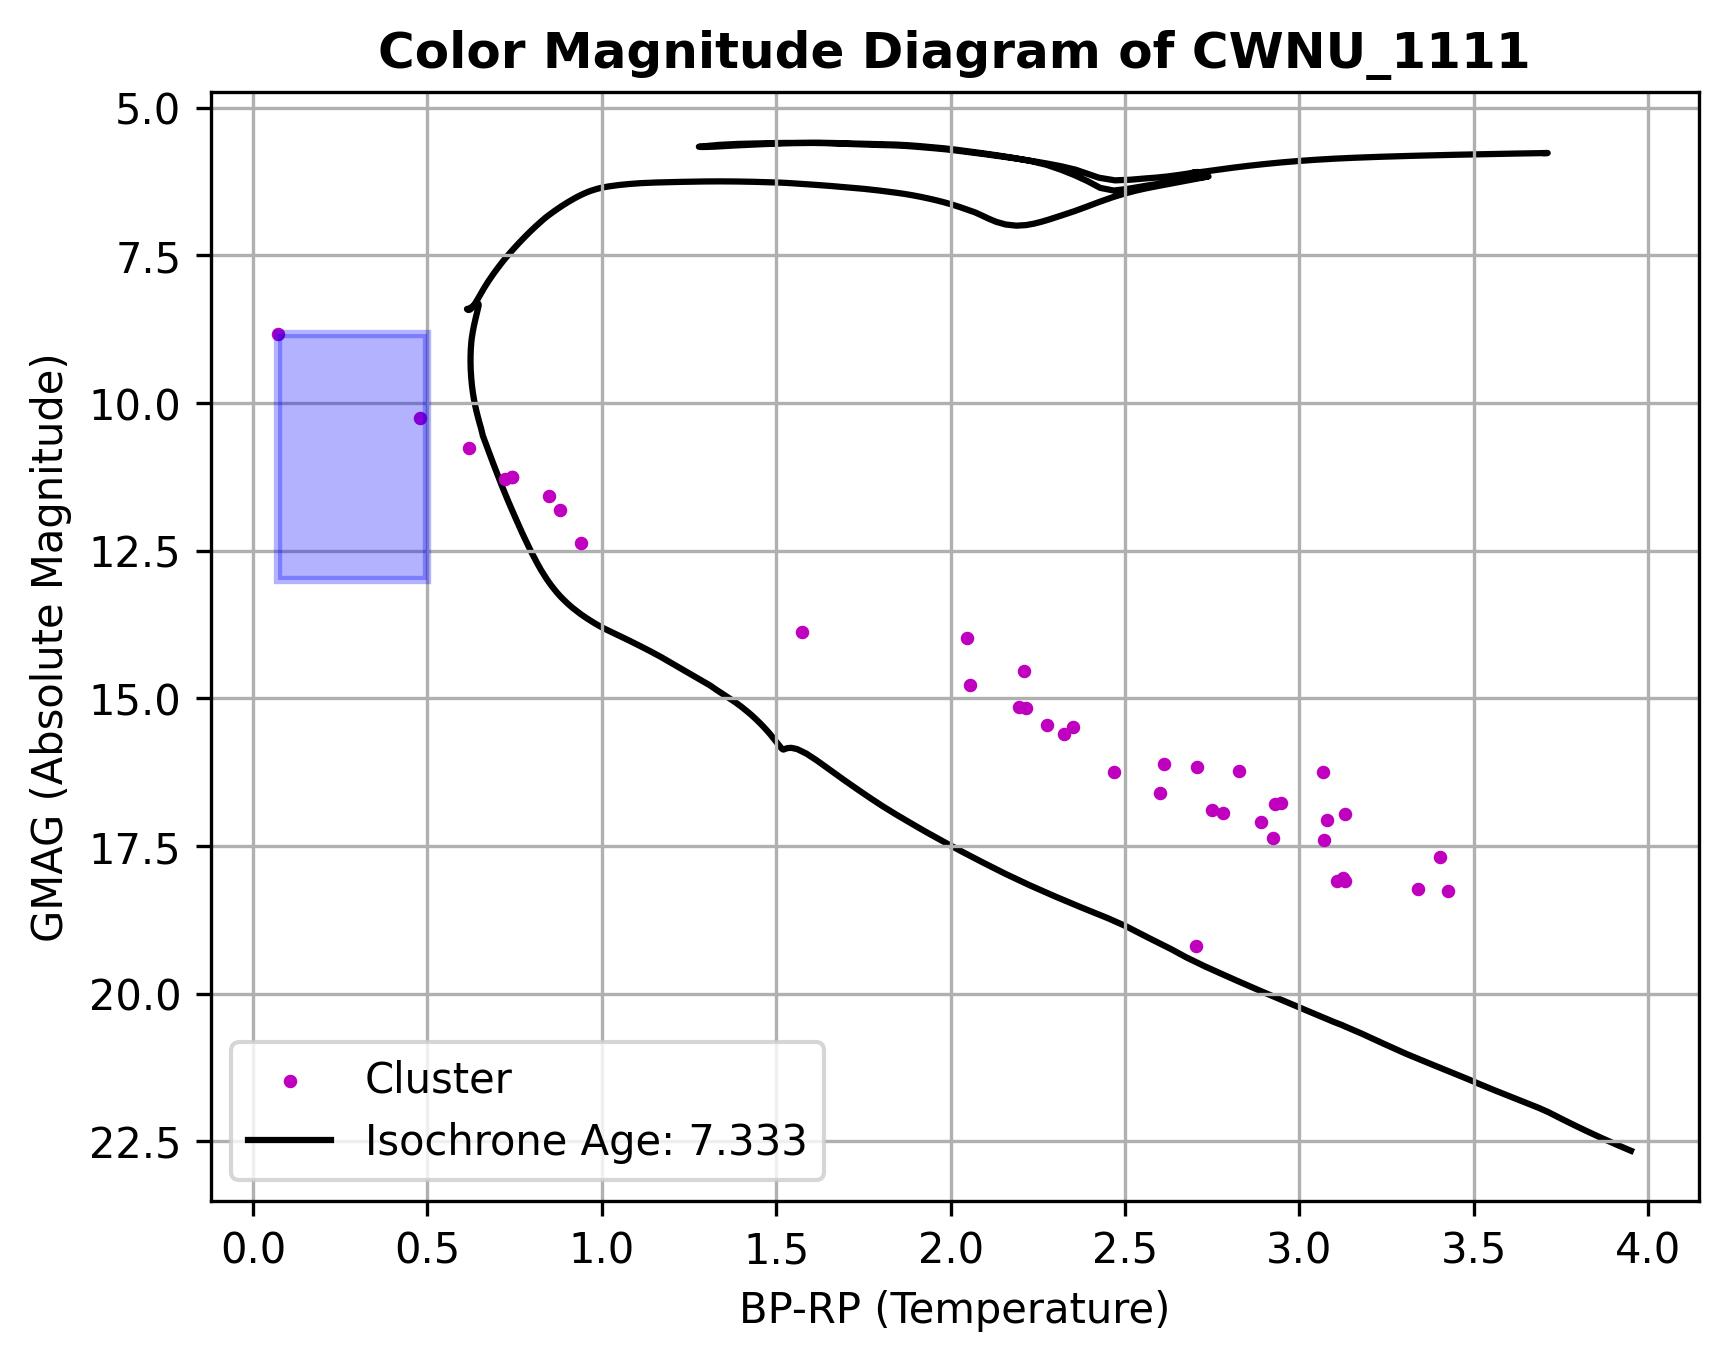 Color Magnitude Diagram of CWNU_1111
GMAG (Absolute Magnitude)
5.0
7.5
10.0
12.5
15.0
17.5
20.0
22.5
Cluster
Isochrone Age: 7.333
0.0 0.5 1.0 1.5 2.0 2.5 3.0 3.5 4.0
BP-RP (Temperature)